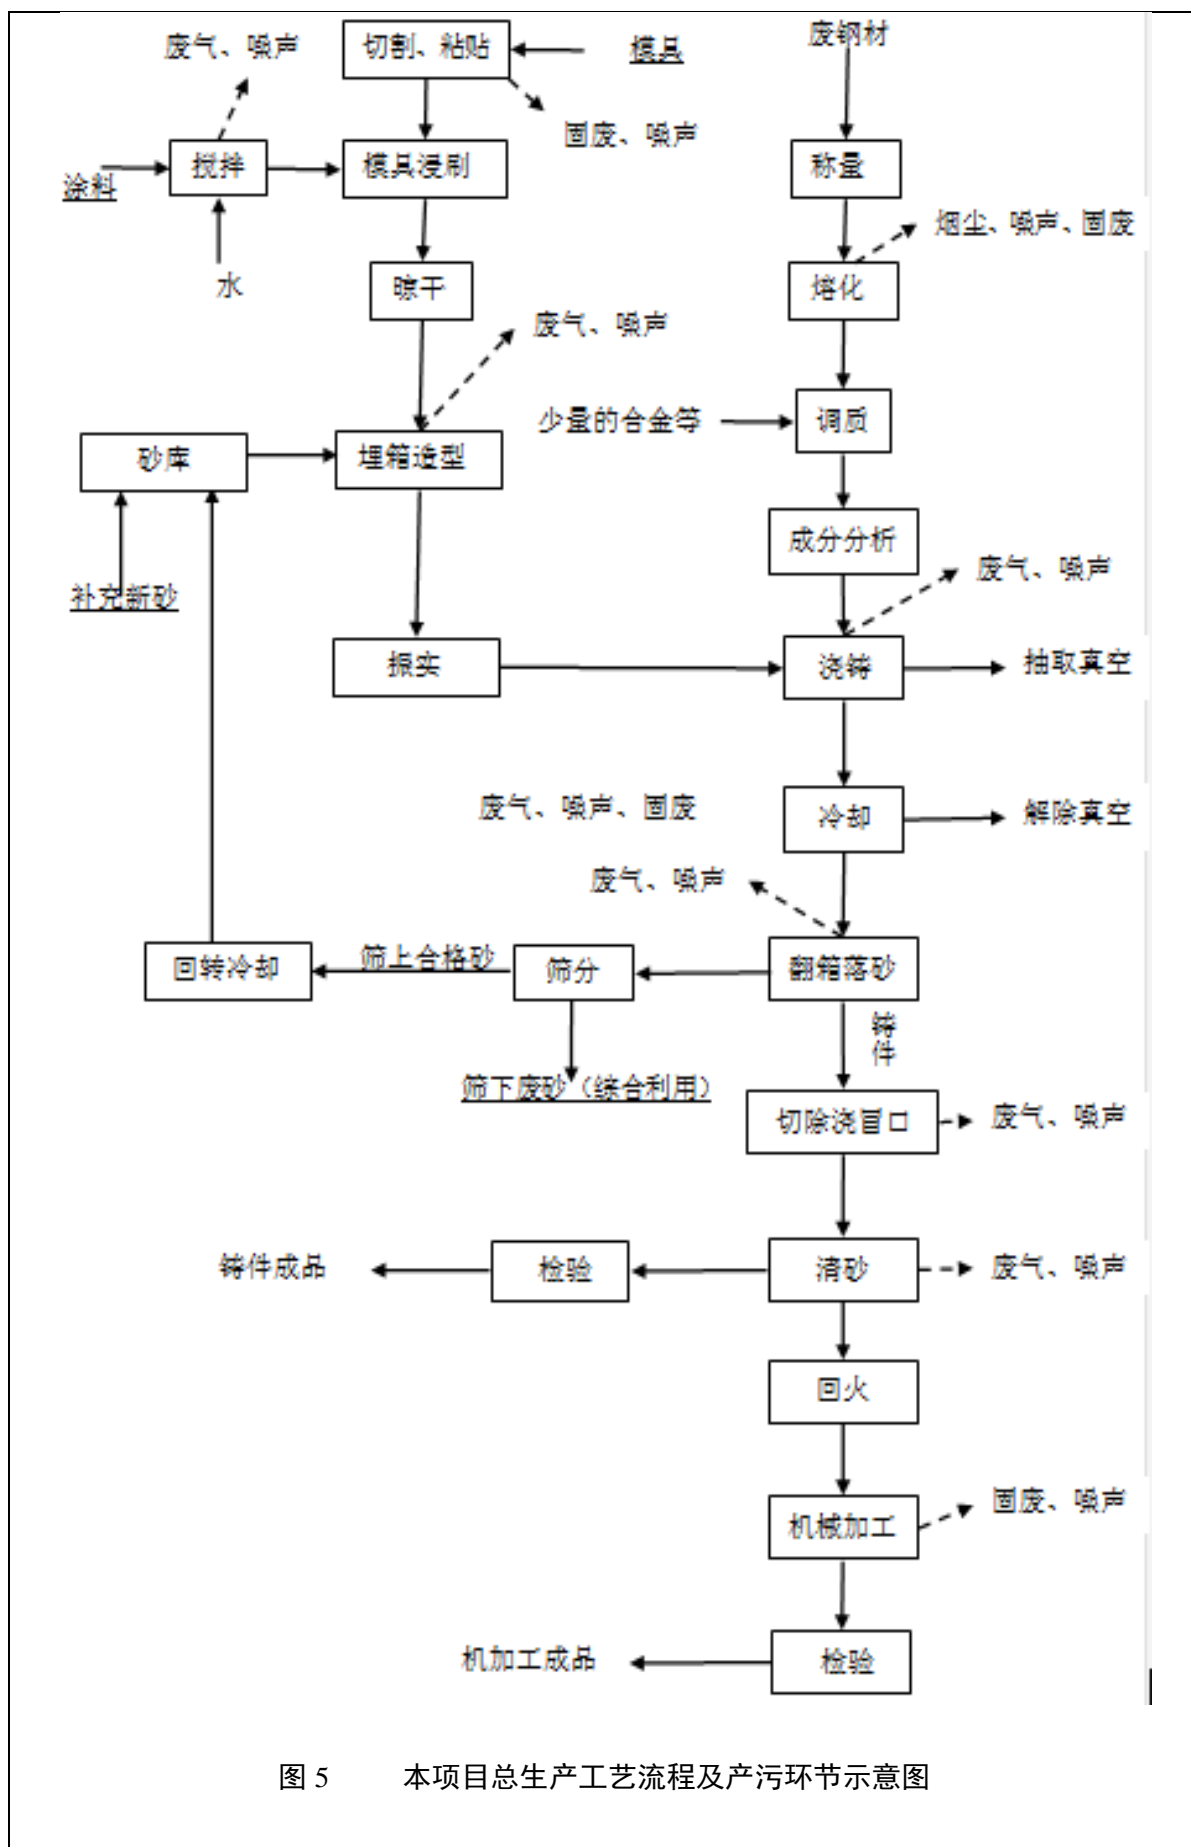 废气、噪声
切割、粘贴
模具
废钢材
固废、噪声
涂料
搅拌
模具浸刷
称量
水
晾干
烟尘、噪声、固废
熔化
废气、噪声
少量的合金等
调质
砂库
埋箱造型
补充新砂
成分分析
废气、噪声
振实
浇铸
抽取真空
废气、噪声、固废
冷却
解除真空
废气、噪声
回转冷却
筛上合格砂
筛分
翻箱落砂
铸件
筛下废砂（综合利用）
切除浇冒口
废气、噪声
铸件成品
检验
清砂
废气、噪声
回火
机械加工
固废、噪声
机加工成品
检验
图 5 本项目总生产工艺流程及产污环节示意图